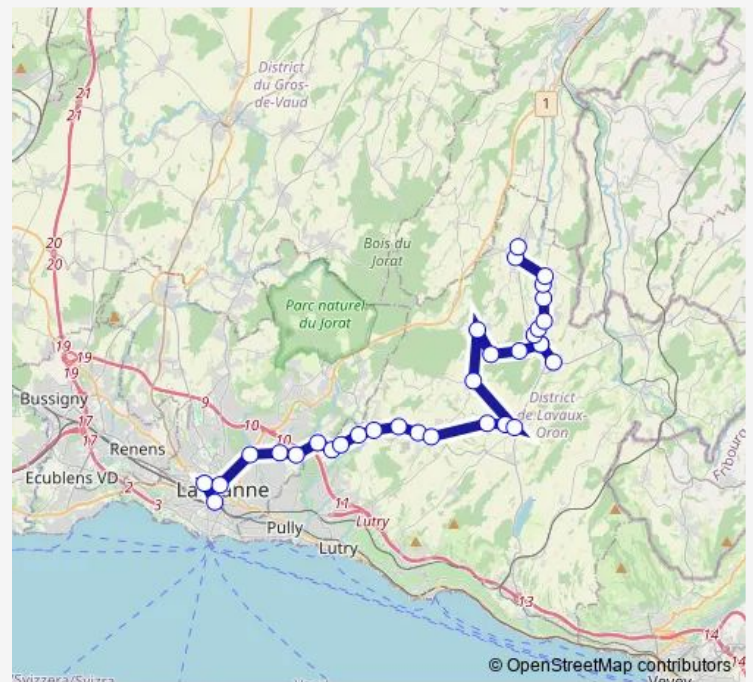 District
du Gros-
de-Vaud
21
21
1
20
20
Bois du
Jorat
Parc naturel
du Jorat
19
19
19
Bussigny
9
District
de Lavaux-
Oron
17
17
10
10
Renens
Ecublens VD
2
3
11
Lutry
Pully
Lutry
13
14
14
© OpenStreetMap contributors